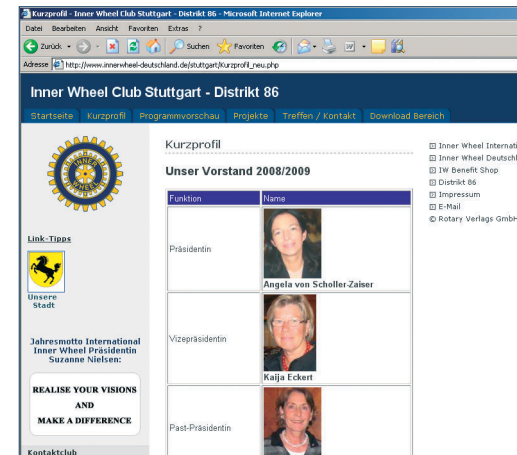 Kurzprofil - Inner Wheel Club Stuttgart - Distrikt 86 - Microsoft Internet Explorer
Datei Bearbeiten Ansicht Favoriten Extras ?
Zurück Suchen Favoriten
Adresse http://www.innerwheel-deutschland.de/stuttgart/Kurzprofil_neu.php
Inner Wheel Club Stuttgart - Distrikt 86
Startseite Kurzprofil Programmvorschau Projekte Treffen / Kontakt Download Bereich
INNER
WHEEL
Link-Tipps
Unsere
Stadt
Jahresmotto International
Inner Wheel Präsidentin
Suzanne Nielsen:
REALISE YOUR VISIONS
AND
MAKE A DIFFERENCE
Kontaktclub
Kurzprofil
Unser Vorstand 2008/2009
Funktion Name
Präsidentin
Angela von Scholler-Zaiser
Vizepräsidentin
Kaija Eckert
Past-Präsidentin
Inner Wheel Internati
Inner Wheel Deutschl
IW Benefit Shop
Distrikt 86
Impressum
E-Mail
© Rotary Verlags GmbH